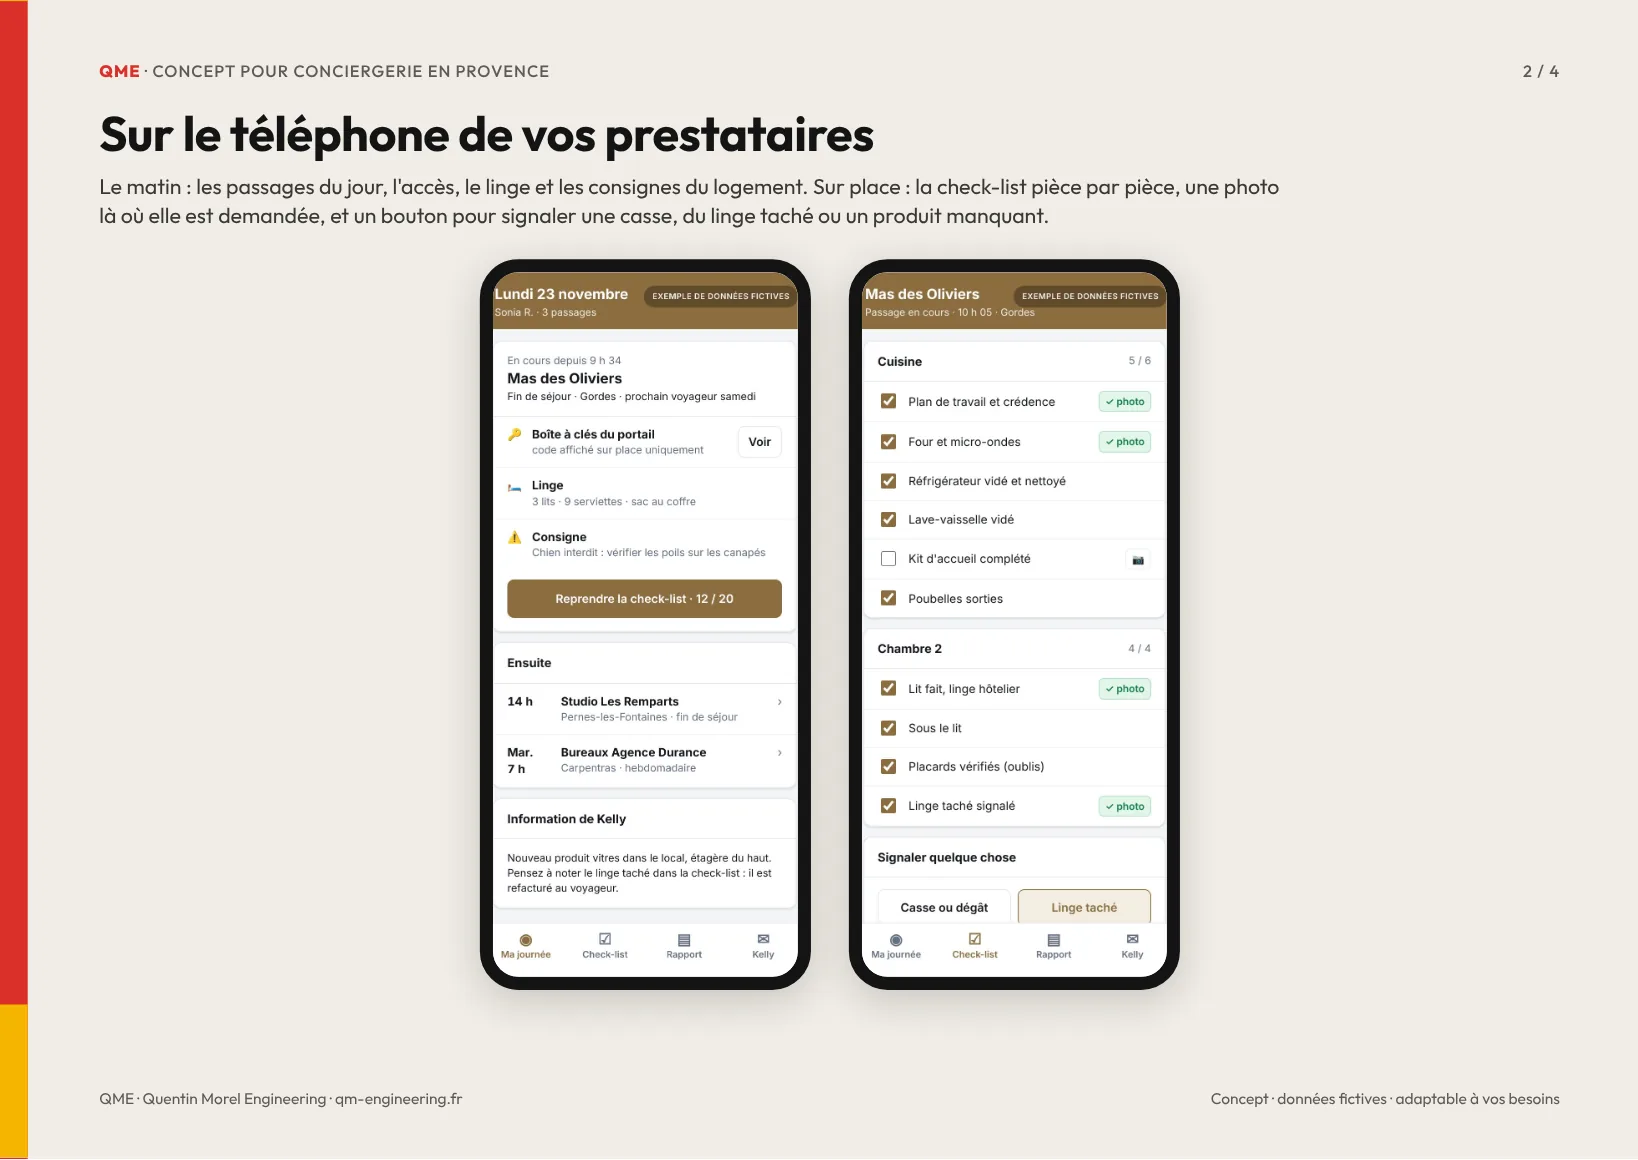 QME · CONCEPT POUR CONCIERGERIE EN PROVENCE
2 / 4
Sur le téléphone de vos prestataires
Le matin : les passages du jour, l'accès, le linge et les consignes du logement. Sur place : la check-list pièce par pièce, une photo
là où elle est demandée, et un bouton pour signaler une casse, du linge taché ou un produit manquant.
Lundi 23 novembre
EXEMPLE DE DONNÉES FICTIVES
Sonia R. · 3 passages
En cours depuis 9 h 34
Mas des Oliviers
Fin de séjour · Gordes · prochain voyageur samedi
Boîte à clés du portail
code affiché sur place uniquement
Voir
Linge
3 lits · 9 serviettes · sac au coffre
Consigne
Chien interdit : vérifier les poils sur les canapés
Reprendre la check-list · 12 / 20
Ensuite
14 h
Studio Les Remparts
Pernes-les-Fontaines · fin de séjour
Mar.
7 h
Bureaux Agence Durance
Carpentras · hebdomadaire
Information de Kelly
Nouveau produit vitres dans le local, étagère du haut.
Pensez à noter le linge taché dans la check-list : il est
refacturé au voyageur.
Ma journée
Check-list
Rapport
Kelly
Mas des Oliviers
EXEMPLE DE DONNÉES FICTIVES
Passage en cours · 10 h 05 · Gordes
Cuisine
5 / 6
Plan de travail et crédence
✓ photo
Four et micro-ondes
✓ photo
Réfrigérateur vidé et nettoyé
Lave-vaisselle vidé
Kit d'accueil complété
Poubelles sorties
Chambre 2
4 / 4
Lit fait, linge hôtelier
✓ photo
Sous le lit
Placards vérifiés (oublis)
Linge taché signalé
✓ photo
Signaler quelque chose
Casse ou dégât
Linge taché
Ma journée
Check-list
Rapport
Kelly
QME · Quentin Morel Engineering · qm-engineering.fr
Concept · données fictives · adaptable à vos besoins